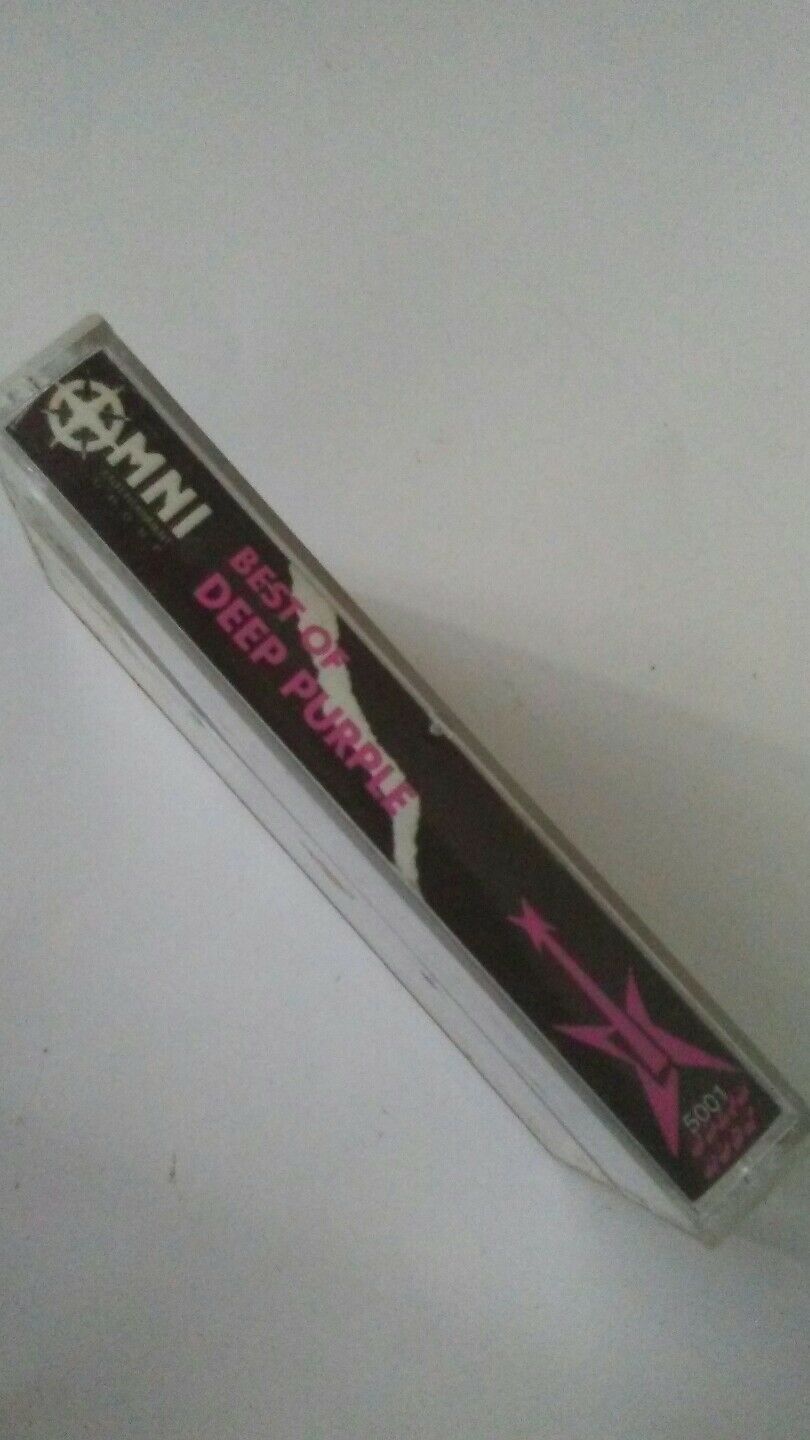 OMNI
BEST OF
DEEP PURPLE
5001